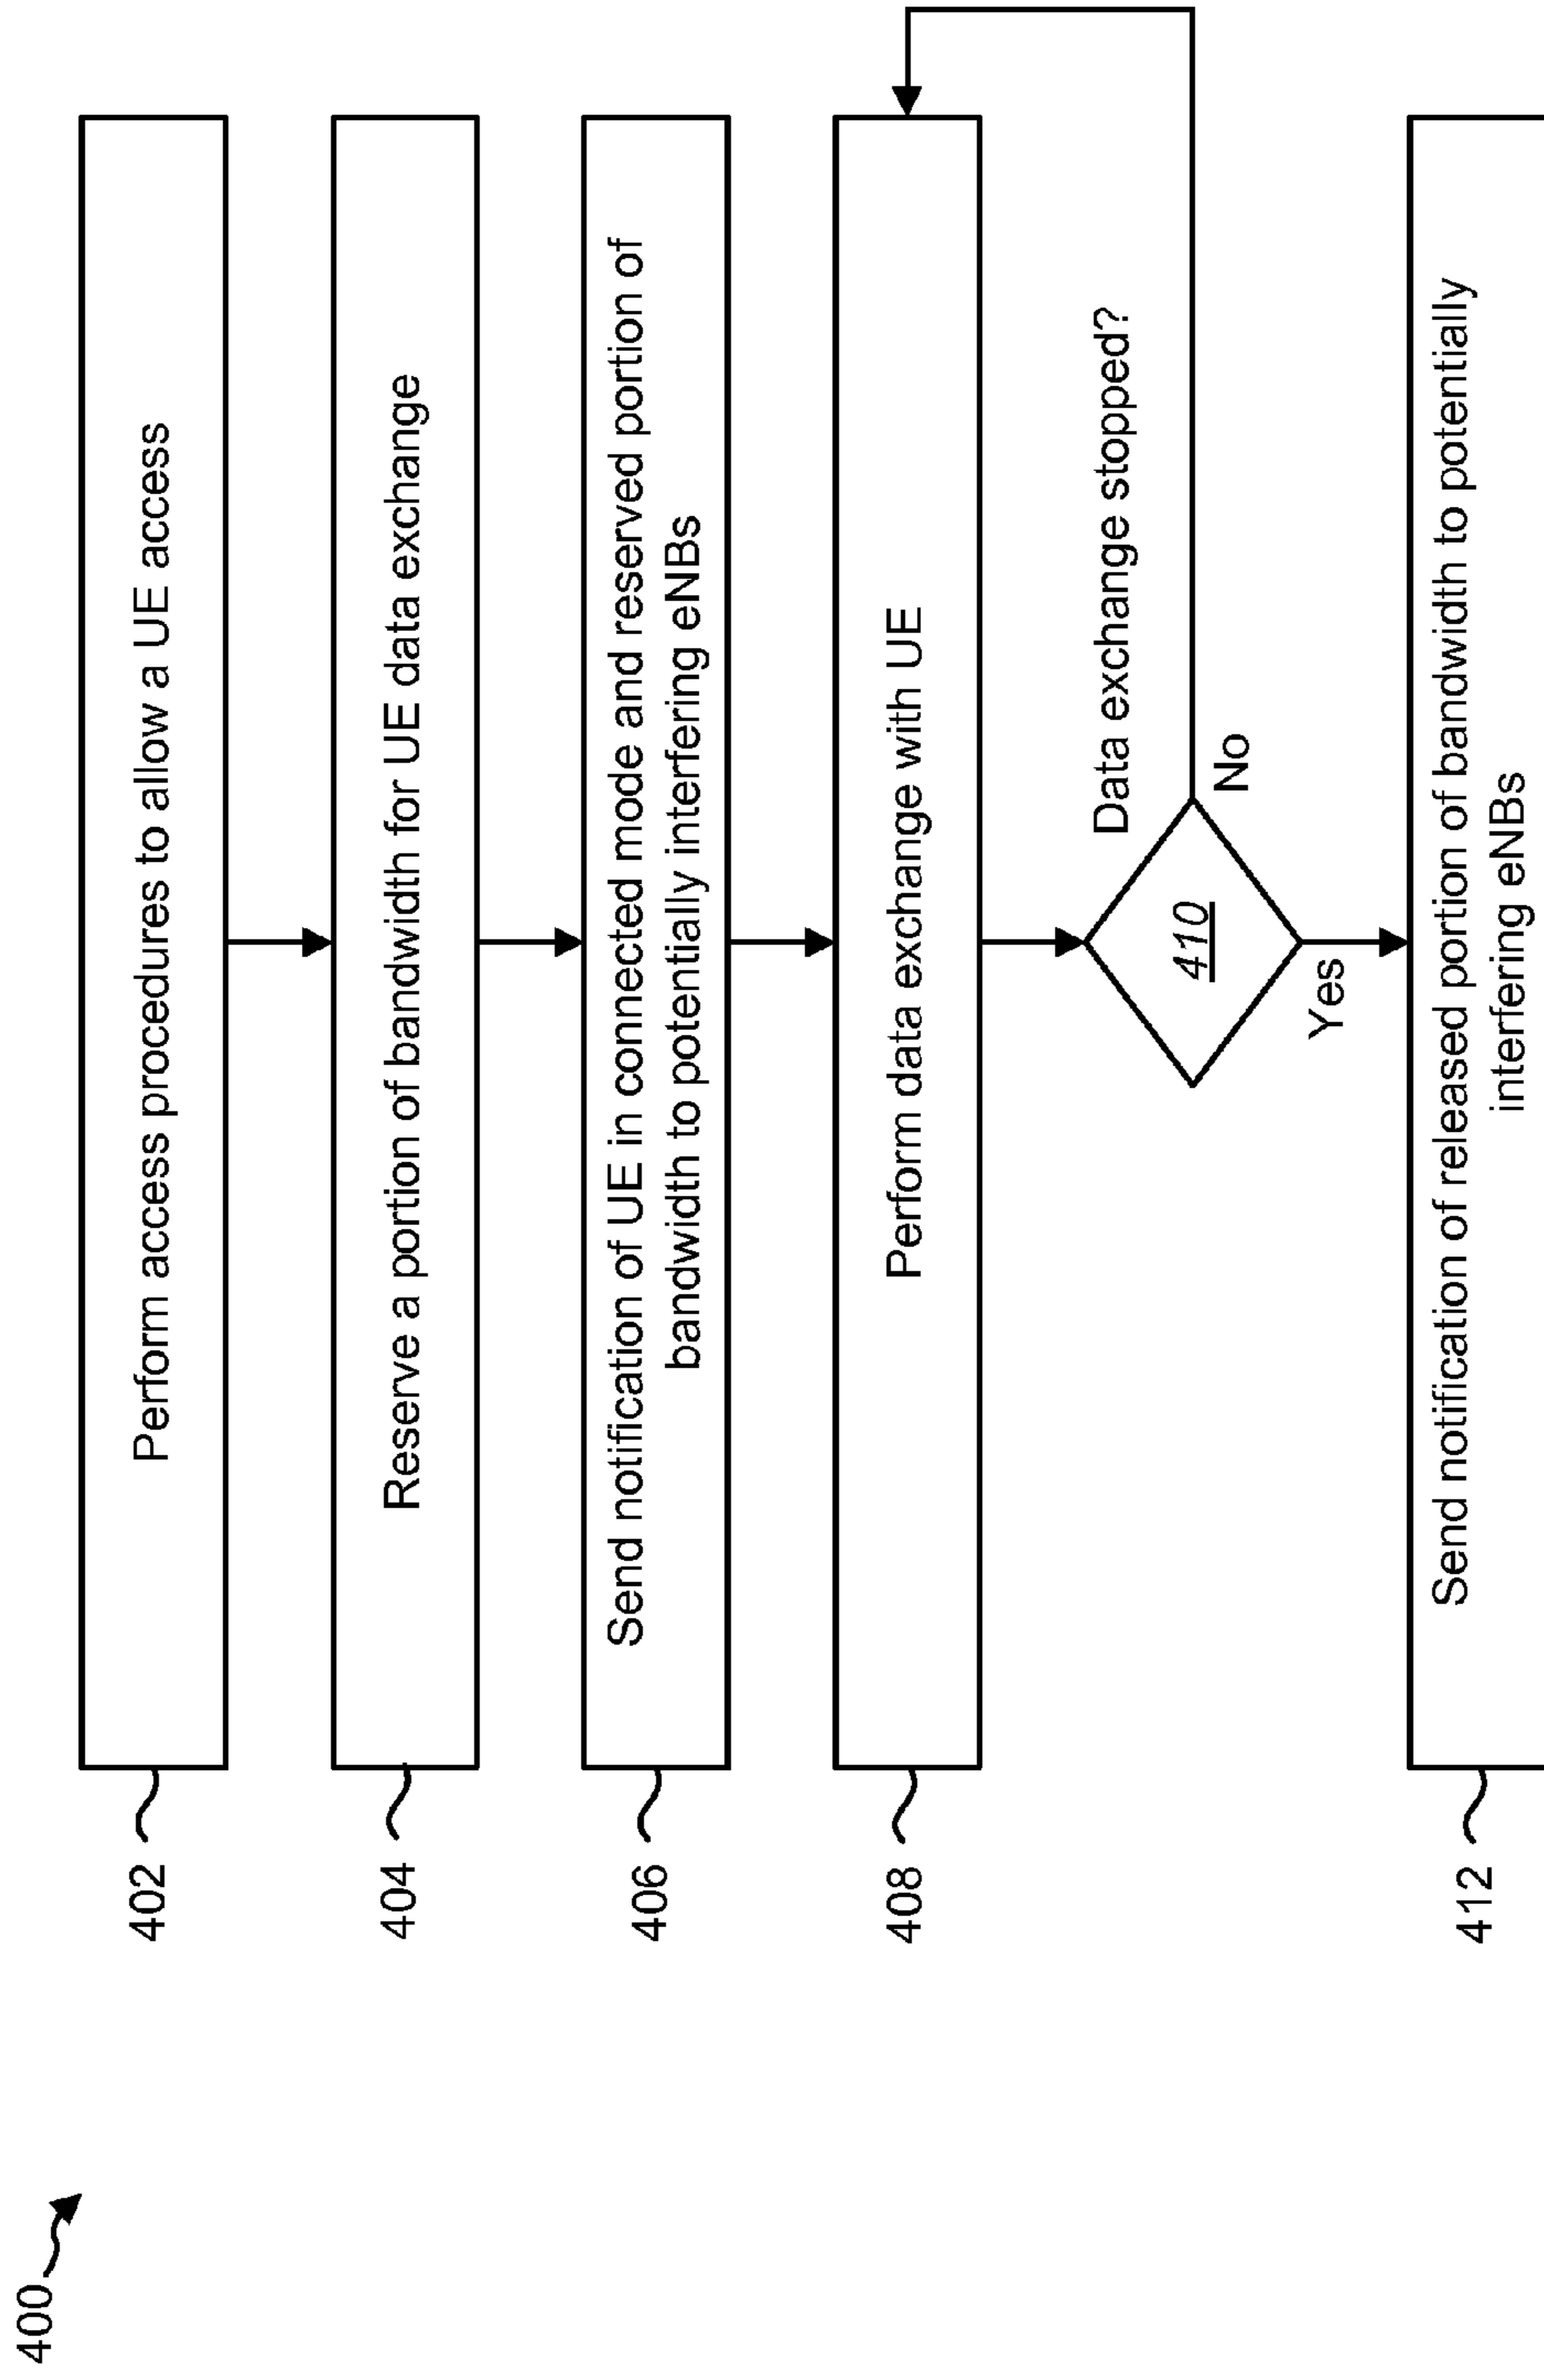 400
402
Perform access procedures to allow a UE access
404
Reserve a portion of bandwidth for UE data exchange
406
Send notification of UE in connected mode and reserved portion of
bandwidth to potentially interfering eNBs
408
Perform data exchange with UE
Data exchange stopped?
410
No
Yes
412
Send notification of released portion of bandwidth to potentially
interfering eNBs